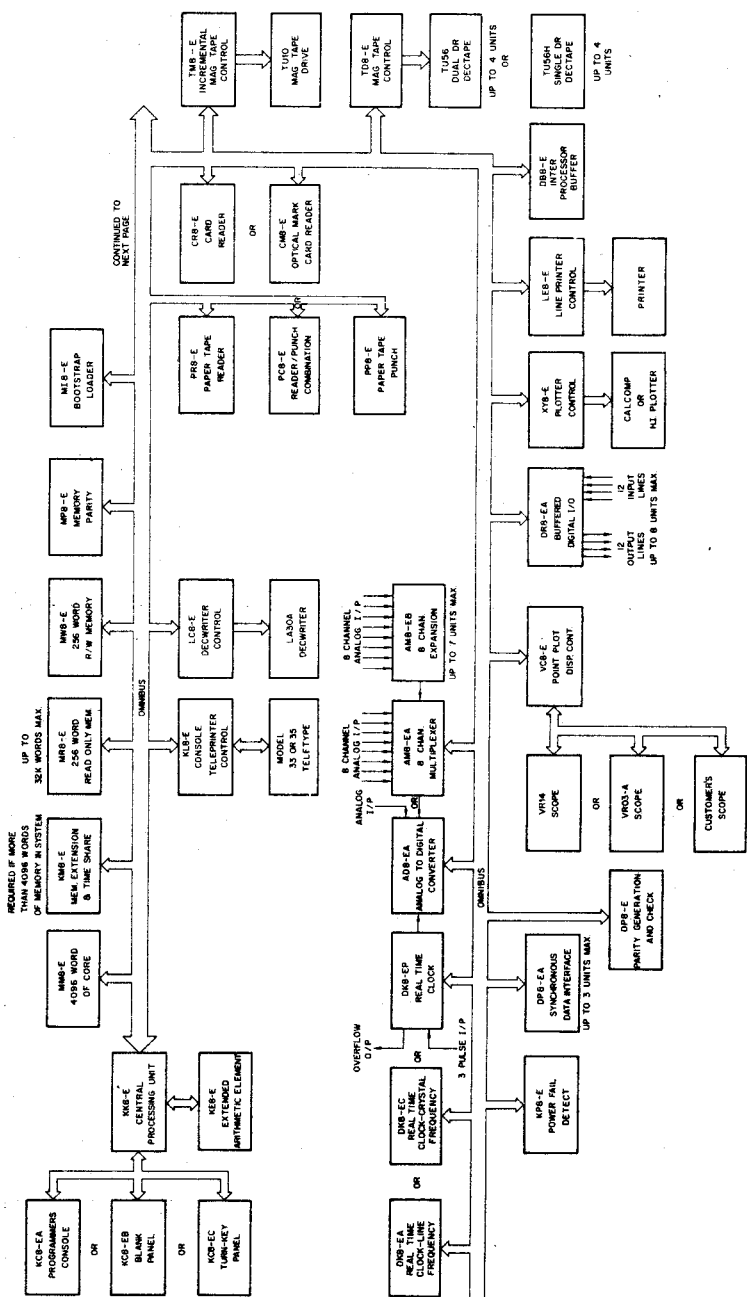 KC8-EA
PROGRAMMERS
CONSOLE
OR
KC8-EB
BLANK
PANEL
OR
KC8-EC
TURN-KEY
PANEL
KK8-E
CENTRAL
PROCESSING UNIT
KE8-E
EXTENDED
ARITHMETIC ELEMENT
MM8-E
4096 WORD
OF CORE
REQUIRED IF MORE
THAN 4096 WORDS
OF MEMORY IN SYSTEM
KM8-E
MEM. EXTENSION
& TIME SHARE
UP TO
32K WORDS MAX.
MR8-E
256 WORD
READ ONLY MEM.
MW8-E
256 WORD
R/W MEMORY
MP8-E
MEMORY
PARITY
MI8-E
BOOTSTRAP
LOADER
OMNIBUS
CONTINUED TO
NEXT PAGE
KL8-E
CONSOLE
TELEPRINTER
CONTROL
MODEL
33 OR 35
TELETYPE
LC8-E
DECWRITER
CONTROL
LA30A
DECWRITER
PR8-E
PAPER TAPE
READER
OR
PC8-E
READER/PUNCH
COMBINATION
PP8-E
PAPER TAPE
PUNCH
CR8-E
CARD
READER
OR
CM8-E
OPTICAL MARK
CARD READER
TM8-E
INCREMENTAL
MAG TAPE
CONTROL
TU10
MAG TAPE
DRIVE
TD8-E
MAG TAPE
CONTROL
TU56
DUAL DR
DECTAPE
UP TO 4 UNITS
OR
TU56H
SINGLE DR
DECTAPE
UP TO 4
UNITS
DK8-EA
REAL TIME
CLOCK-LINE
FREQUENCY
OR
DK8-EC
REAL TIME
CLOCK-CRYSTAL
FREQUENCY
OR
OVERFLOW
O/P
3 PULSE I/P
DK8-EP
REAL TIME
CLOCK
ANALOG
I/P
AD8-EA
ANALOG TO DIGITAL
CONVERTER
OR
8 CHANNEL
ANALOG I/P
AM8-EA
8 CHAN.
MULTIPLEXER
8 CHANNEL
ANALOG I/P
AM8-EB
8 CHAN.
EXPANSION
UP TO 7 UNITS MAX.
OMNIBUS
KP8-E
POWER FAIL
DETECT
DP8-EA
SYNCHRONOUS
DATA INTERFACE
UP TO 3 UNITS MAX
DP8-E
PARITY GENERATION
AND CHECK
VC8-E
POINT PLOT
DISP. CONT.
VR14
SCOPE
OR
VR03-A
SCOPE
OR
CUSTOMER'S
SCOPE
DR8-EA
BUFFERED
DIGITAL I/O
12
OUTPUT
LINES
12
INPUT
LINES
UP TO 8 UNITS MAX.
XY8-E
PLOTTER
CONTROL
CALCOMP
OR
H.I. PLOTTER
LE8-E
LINE PRINTER
CONTROL
PRINTER
DB8-E
INTER
PROCESSOR
BUFFER